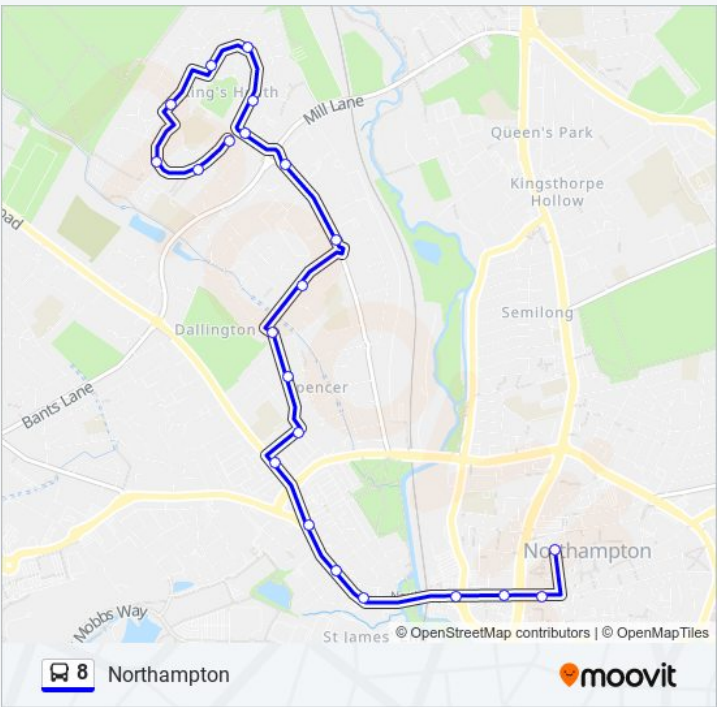 ing's Heath
Mill Lane
Queen's Park
Kingsthorpe
Hollow
oad
Semilong
Dallington
pencer
Bants Lane
Northampton
Mobbs Way
St James
© OpenStreetMap contributors | © OpenMapTiles
8 Northampton
moovit